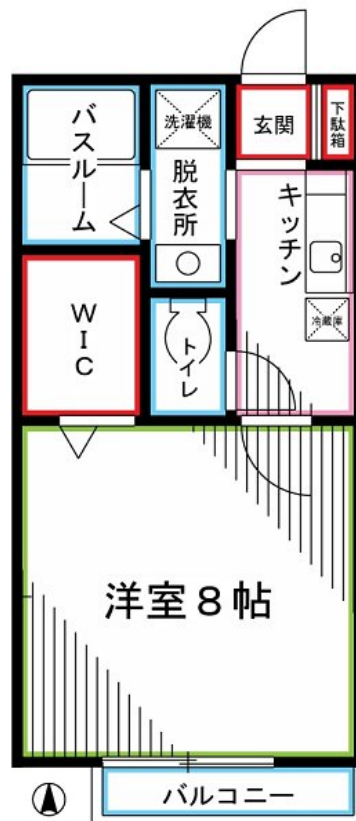 バスルーム
洗濯機
脱衣所
玄関
下駄箱
キッチン
冷蔵庫
WIC
トイレ
洋室8帖
バルコニー